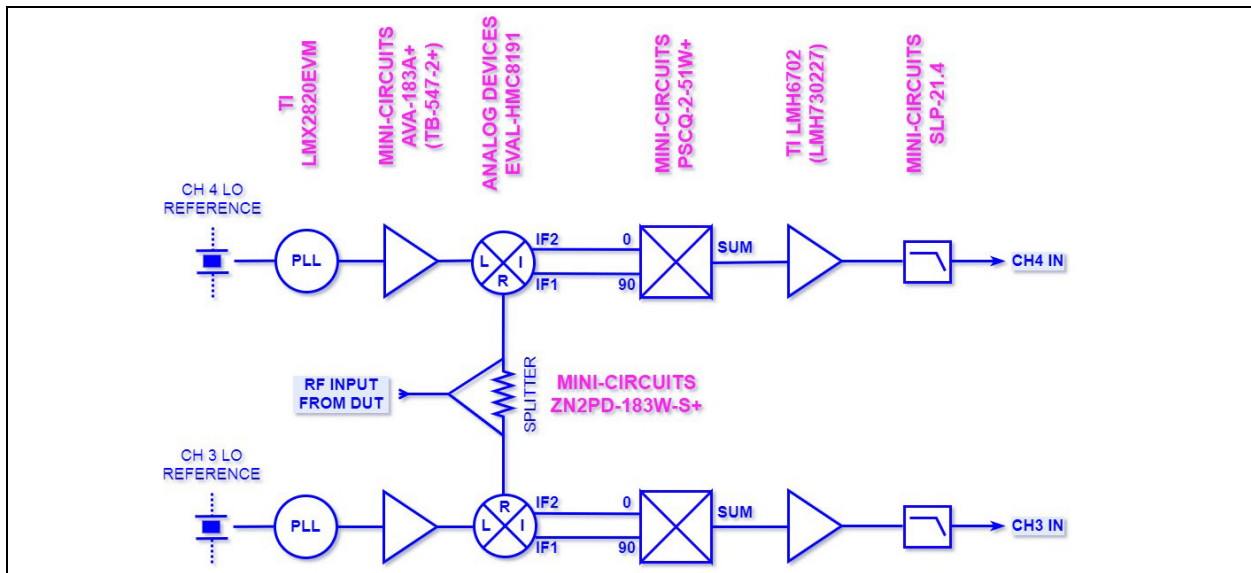 TI
LMX2820EVM
MINI-CIRCUITS
AVA-183A+
(TB-547-2+)
ANALOG DEVICES
EVAL-HMC8191
MINI-CIRCUITS
PSCQ-2-51W+
TI LMH6702
(LMH730227)
MINI-CIRCUITS
SLP-21.4
CH 4 LO
REFERENCE
PLL
L
I
R
IF2
IF1
0
90
SUM
CH4 IN
RF INPUT
FROM DUT
SPLITTER
MINI-CIRCUITS
ZN2PD-183W-S+
CH 3 LO
REFERENCE
PLL
R
L
I
IF2
IF1
0
90
SUM
CH3 IN